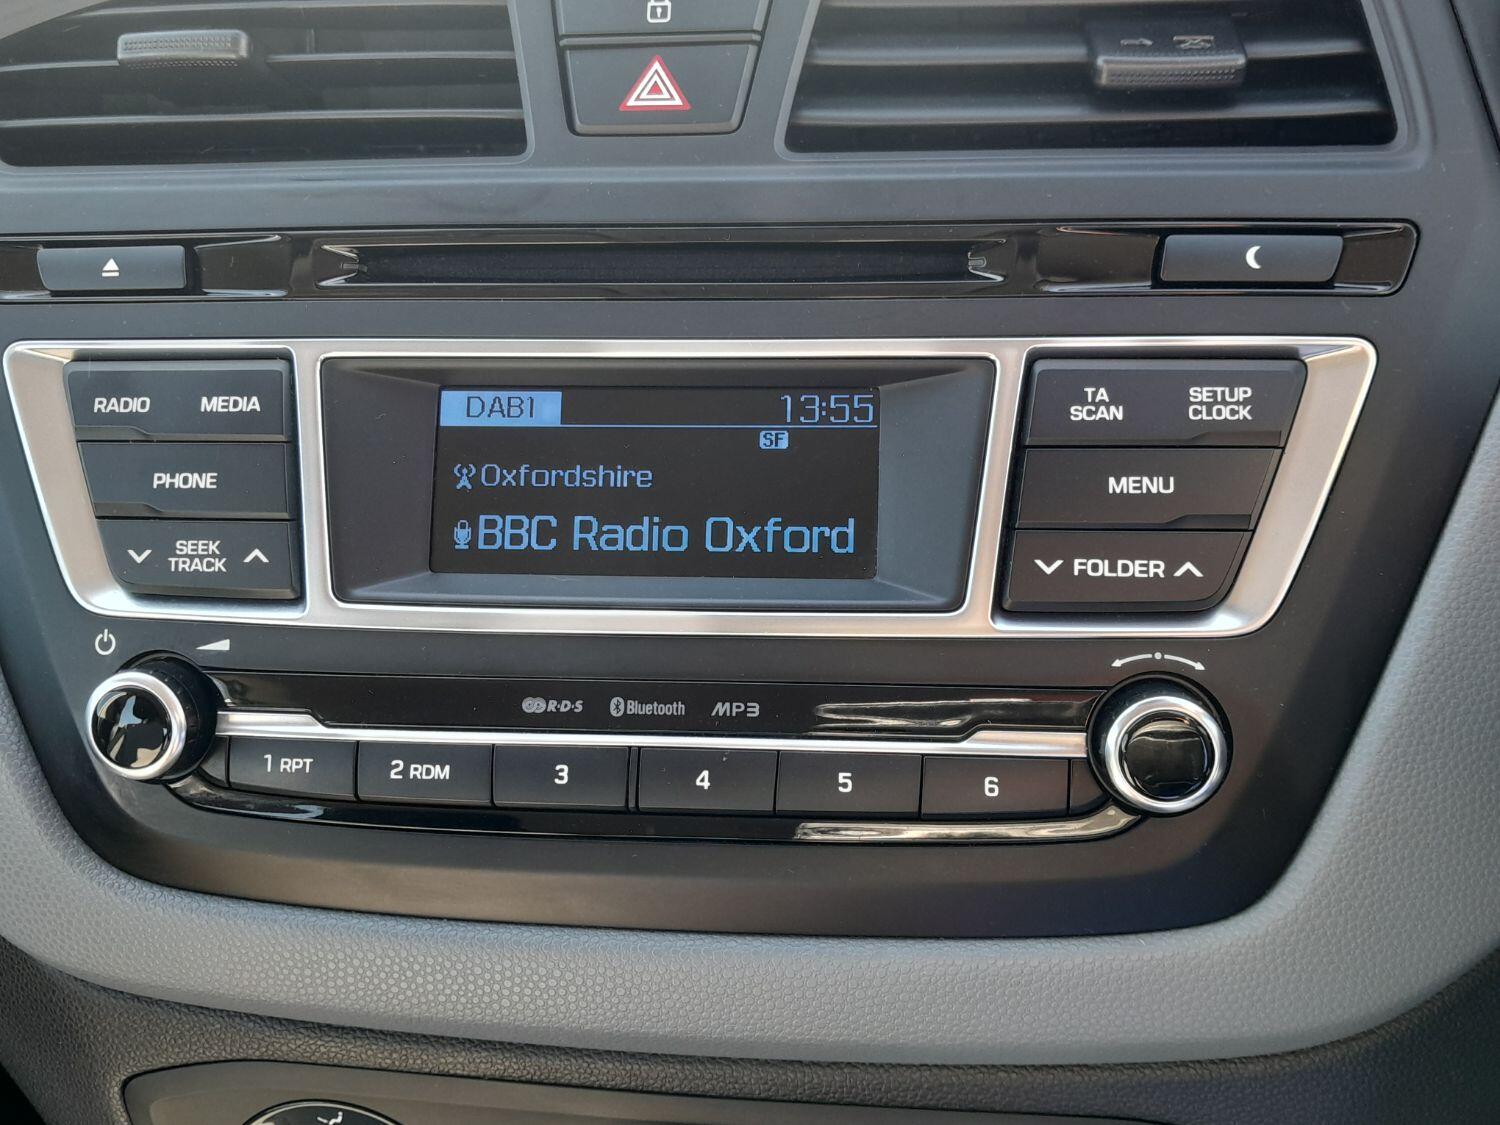 DAB1 13:55
SF
Oxfordshire
BBC Radio Oxford
RADIO MEDIA
PHONE
SEEK
TRACK
TA
SCAN
SETUP
CLOCK
MENU
FOLDER
R·D·S Bluetooth MP3
1 RPT 2 RDM 3 4 5 6